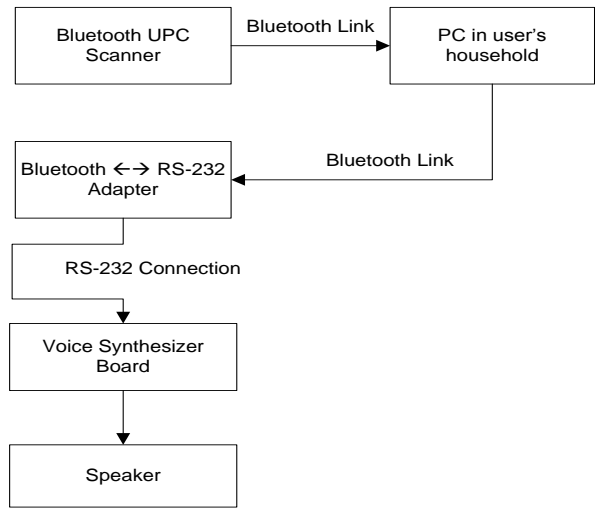 Bluetooth UPC
Scanner
Bluetooth Link
PC in user's
household
Bluetooth Link
Bluetooth ←→ RS-232
Adapter
RS-232 Connection
Voice Synthesizer
Board
Speaker